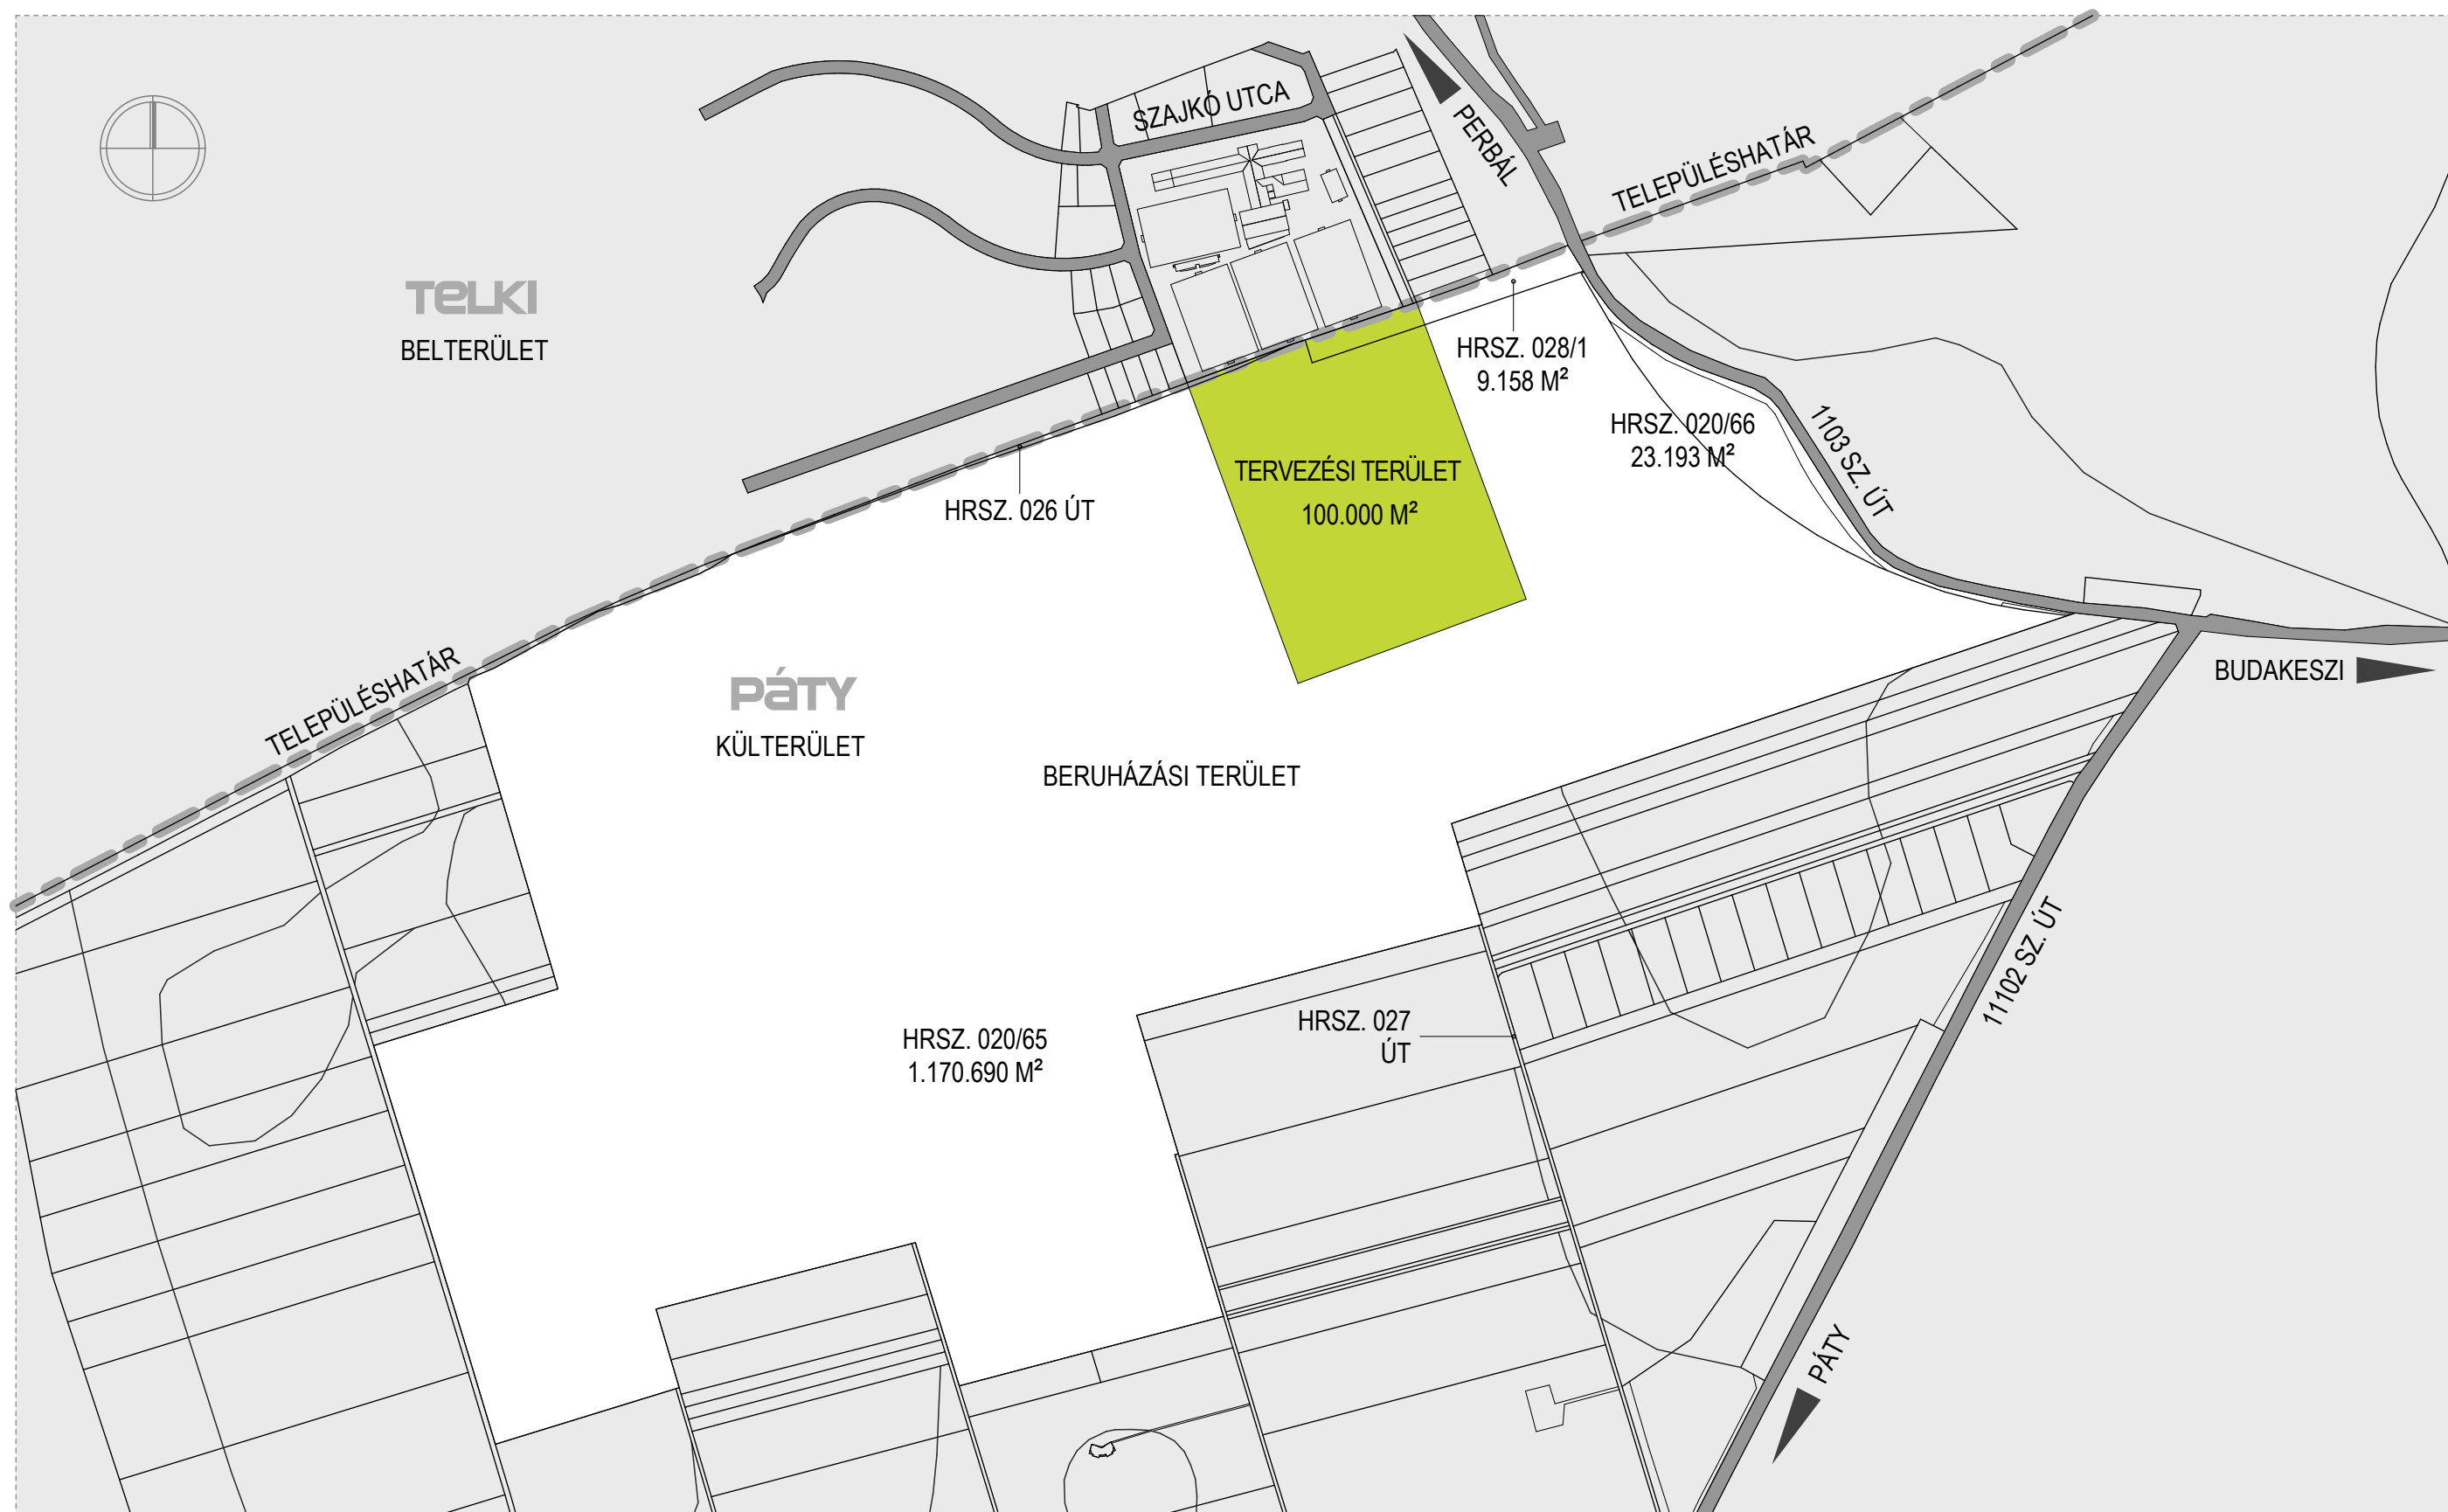 SZAJKÓ UTCA
PERBÁL
TELEPÜLÉSHATÁR
TELKI
BELTERÜLET
HRSZ. 028/1
9.158 M²
HRSZ. 020/66
23.193 M²
1103 SZ. ÚT
TERVEZÉSI TERÜLET
100.000 M²
HRSZ. 026 ÚT
TELEPÜLÉSHATÁR
PÁTY
KÜLTERÜLET
BUDAKESZI
BERUHÁZÁSI TERÜLET
HRSZ. 020/65
1.170.690 M²
HRSZ. 027
ÚT
1102 SZ. ÚT
PÁTY